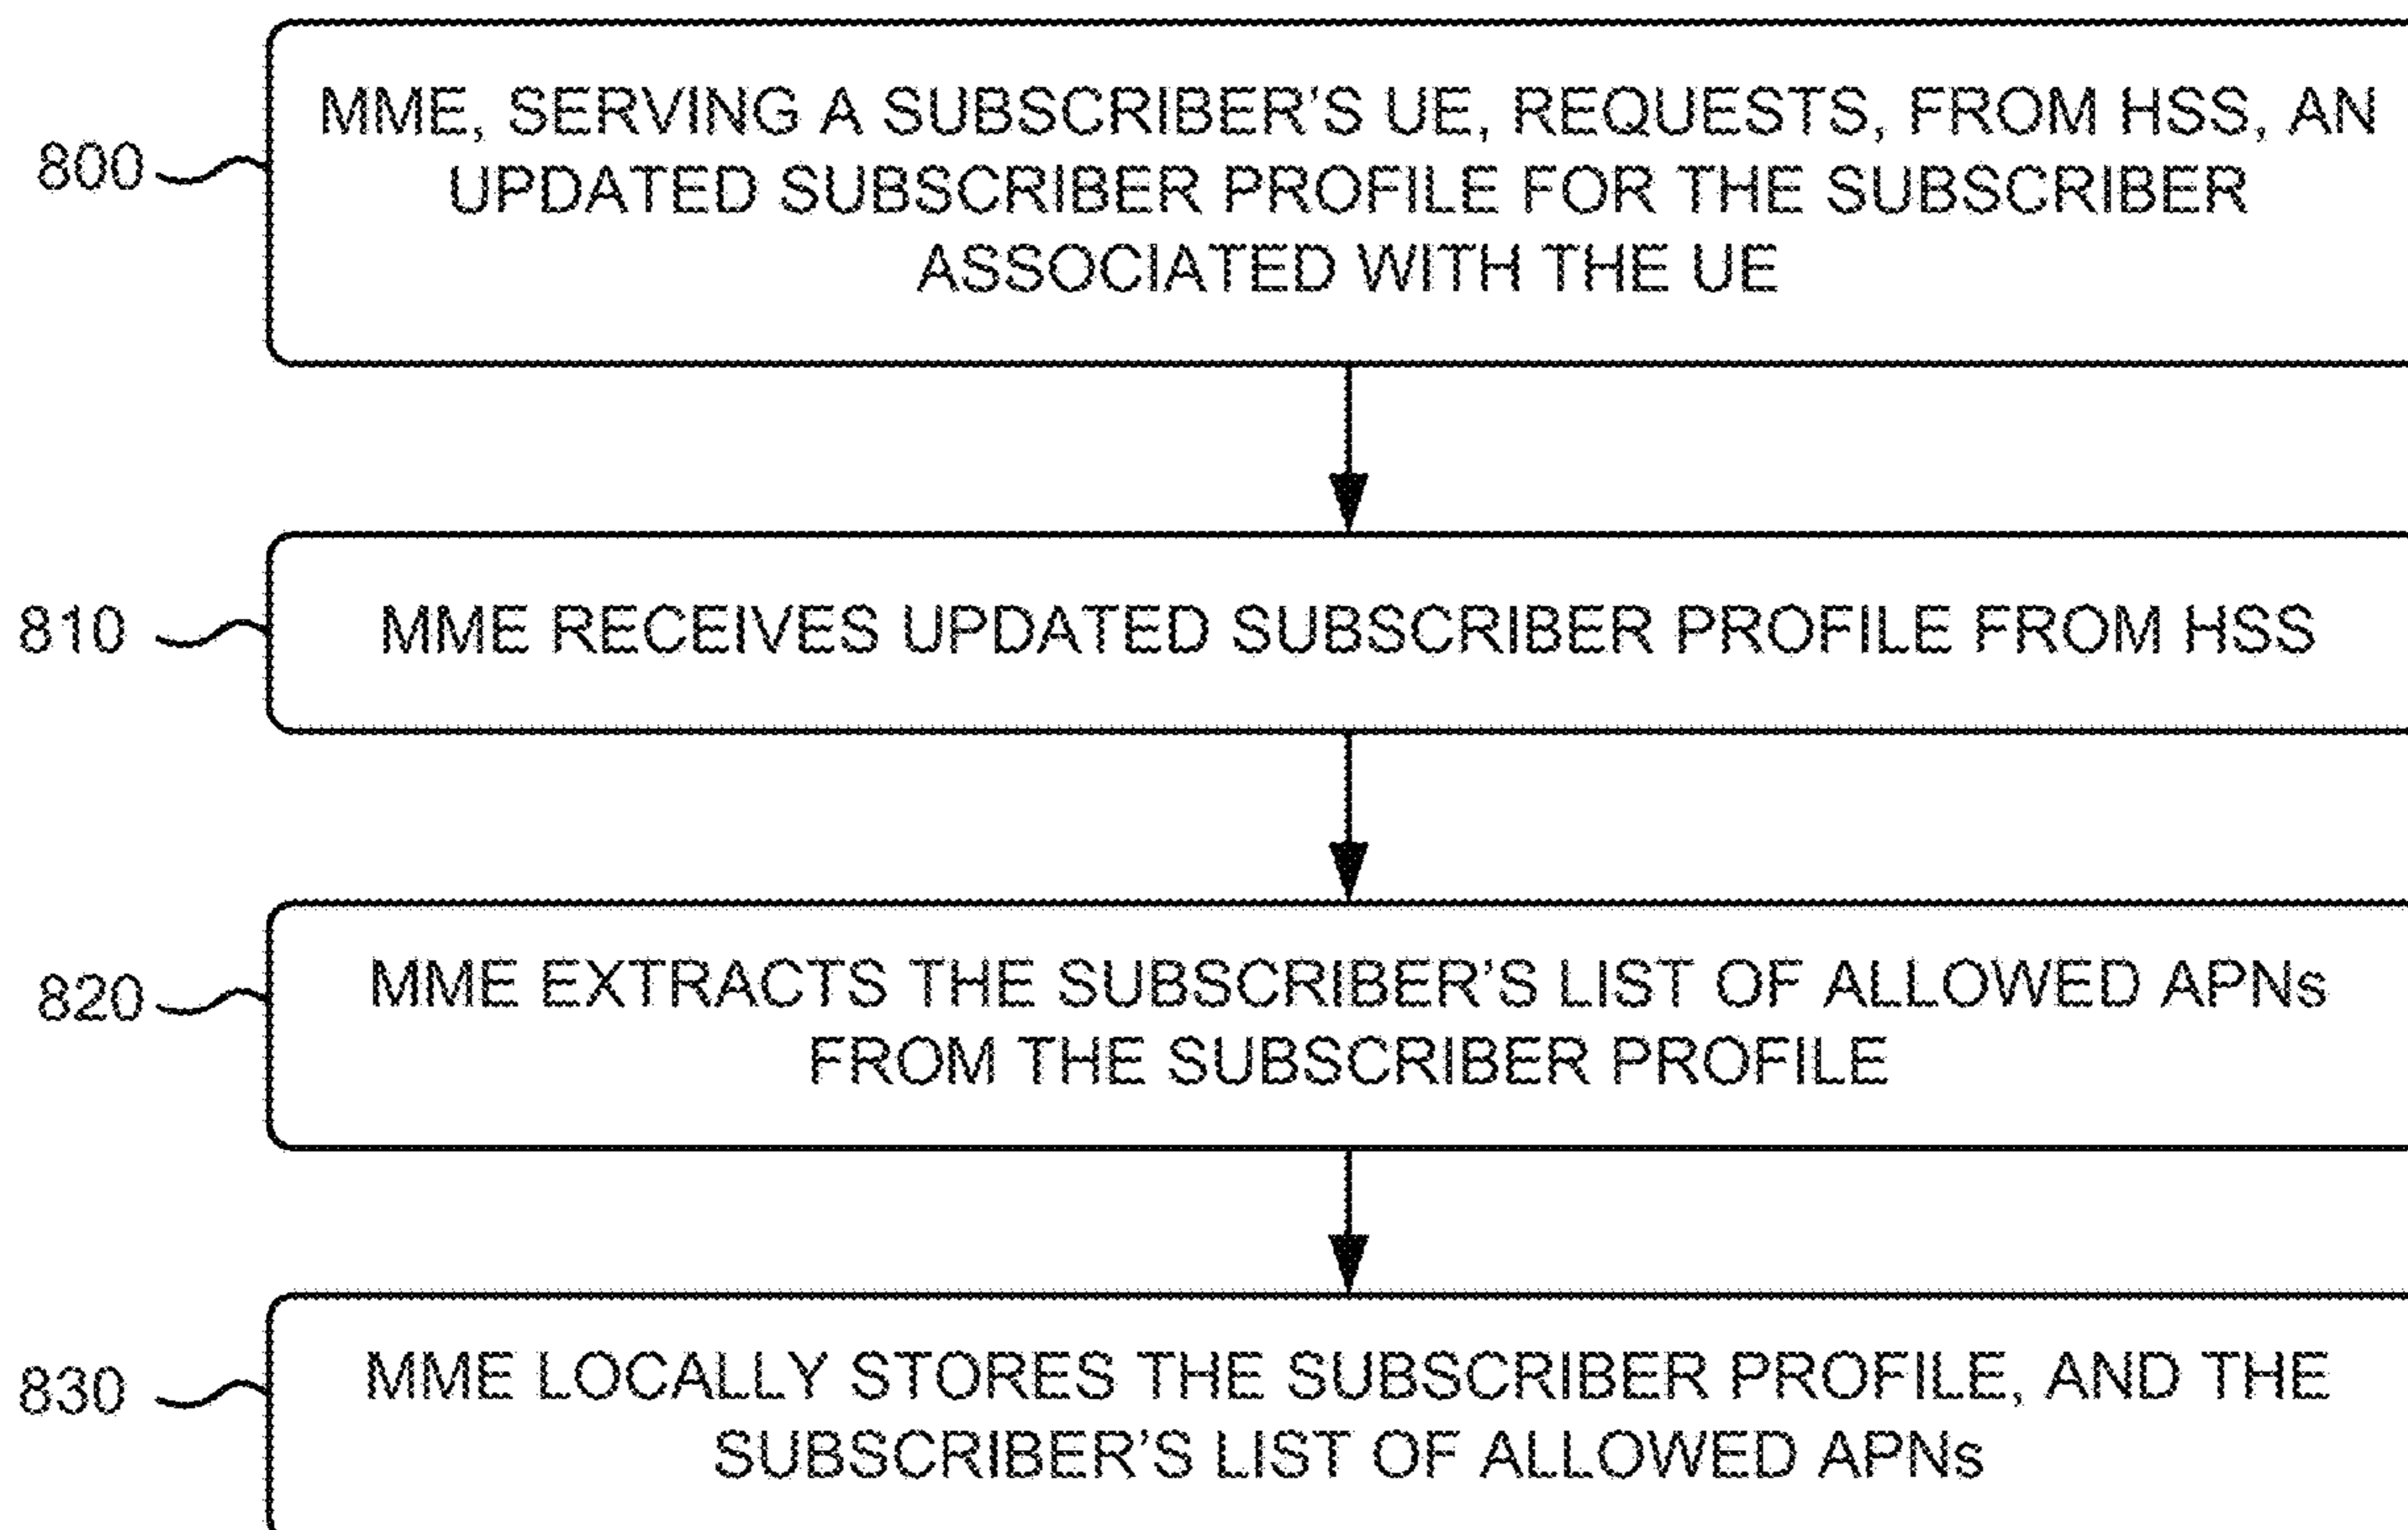 800
MME, SERVING A SUBSCRIBER'S UE, REQUESTS, FROM HSS, AN
UPDATED SUBSCRIBER PROFILE FOR THE SUBSCRIBER
ASSOCIATED WITH THE UE
810
MME RECEIVES UPDATED SUBSCRIBER PROFILE FROM HSS
820
MME EXTRACTS THE SUBSCRIBER'S LIST OF ALLOWED APNs
FROM THE SUBSCRIBER PROFILE
830
MME LOCALLY STORES THE SUBSCRIBER PROFILE, AND THE
SUBSCRIBER'S LIST OF ALLOWED APNs